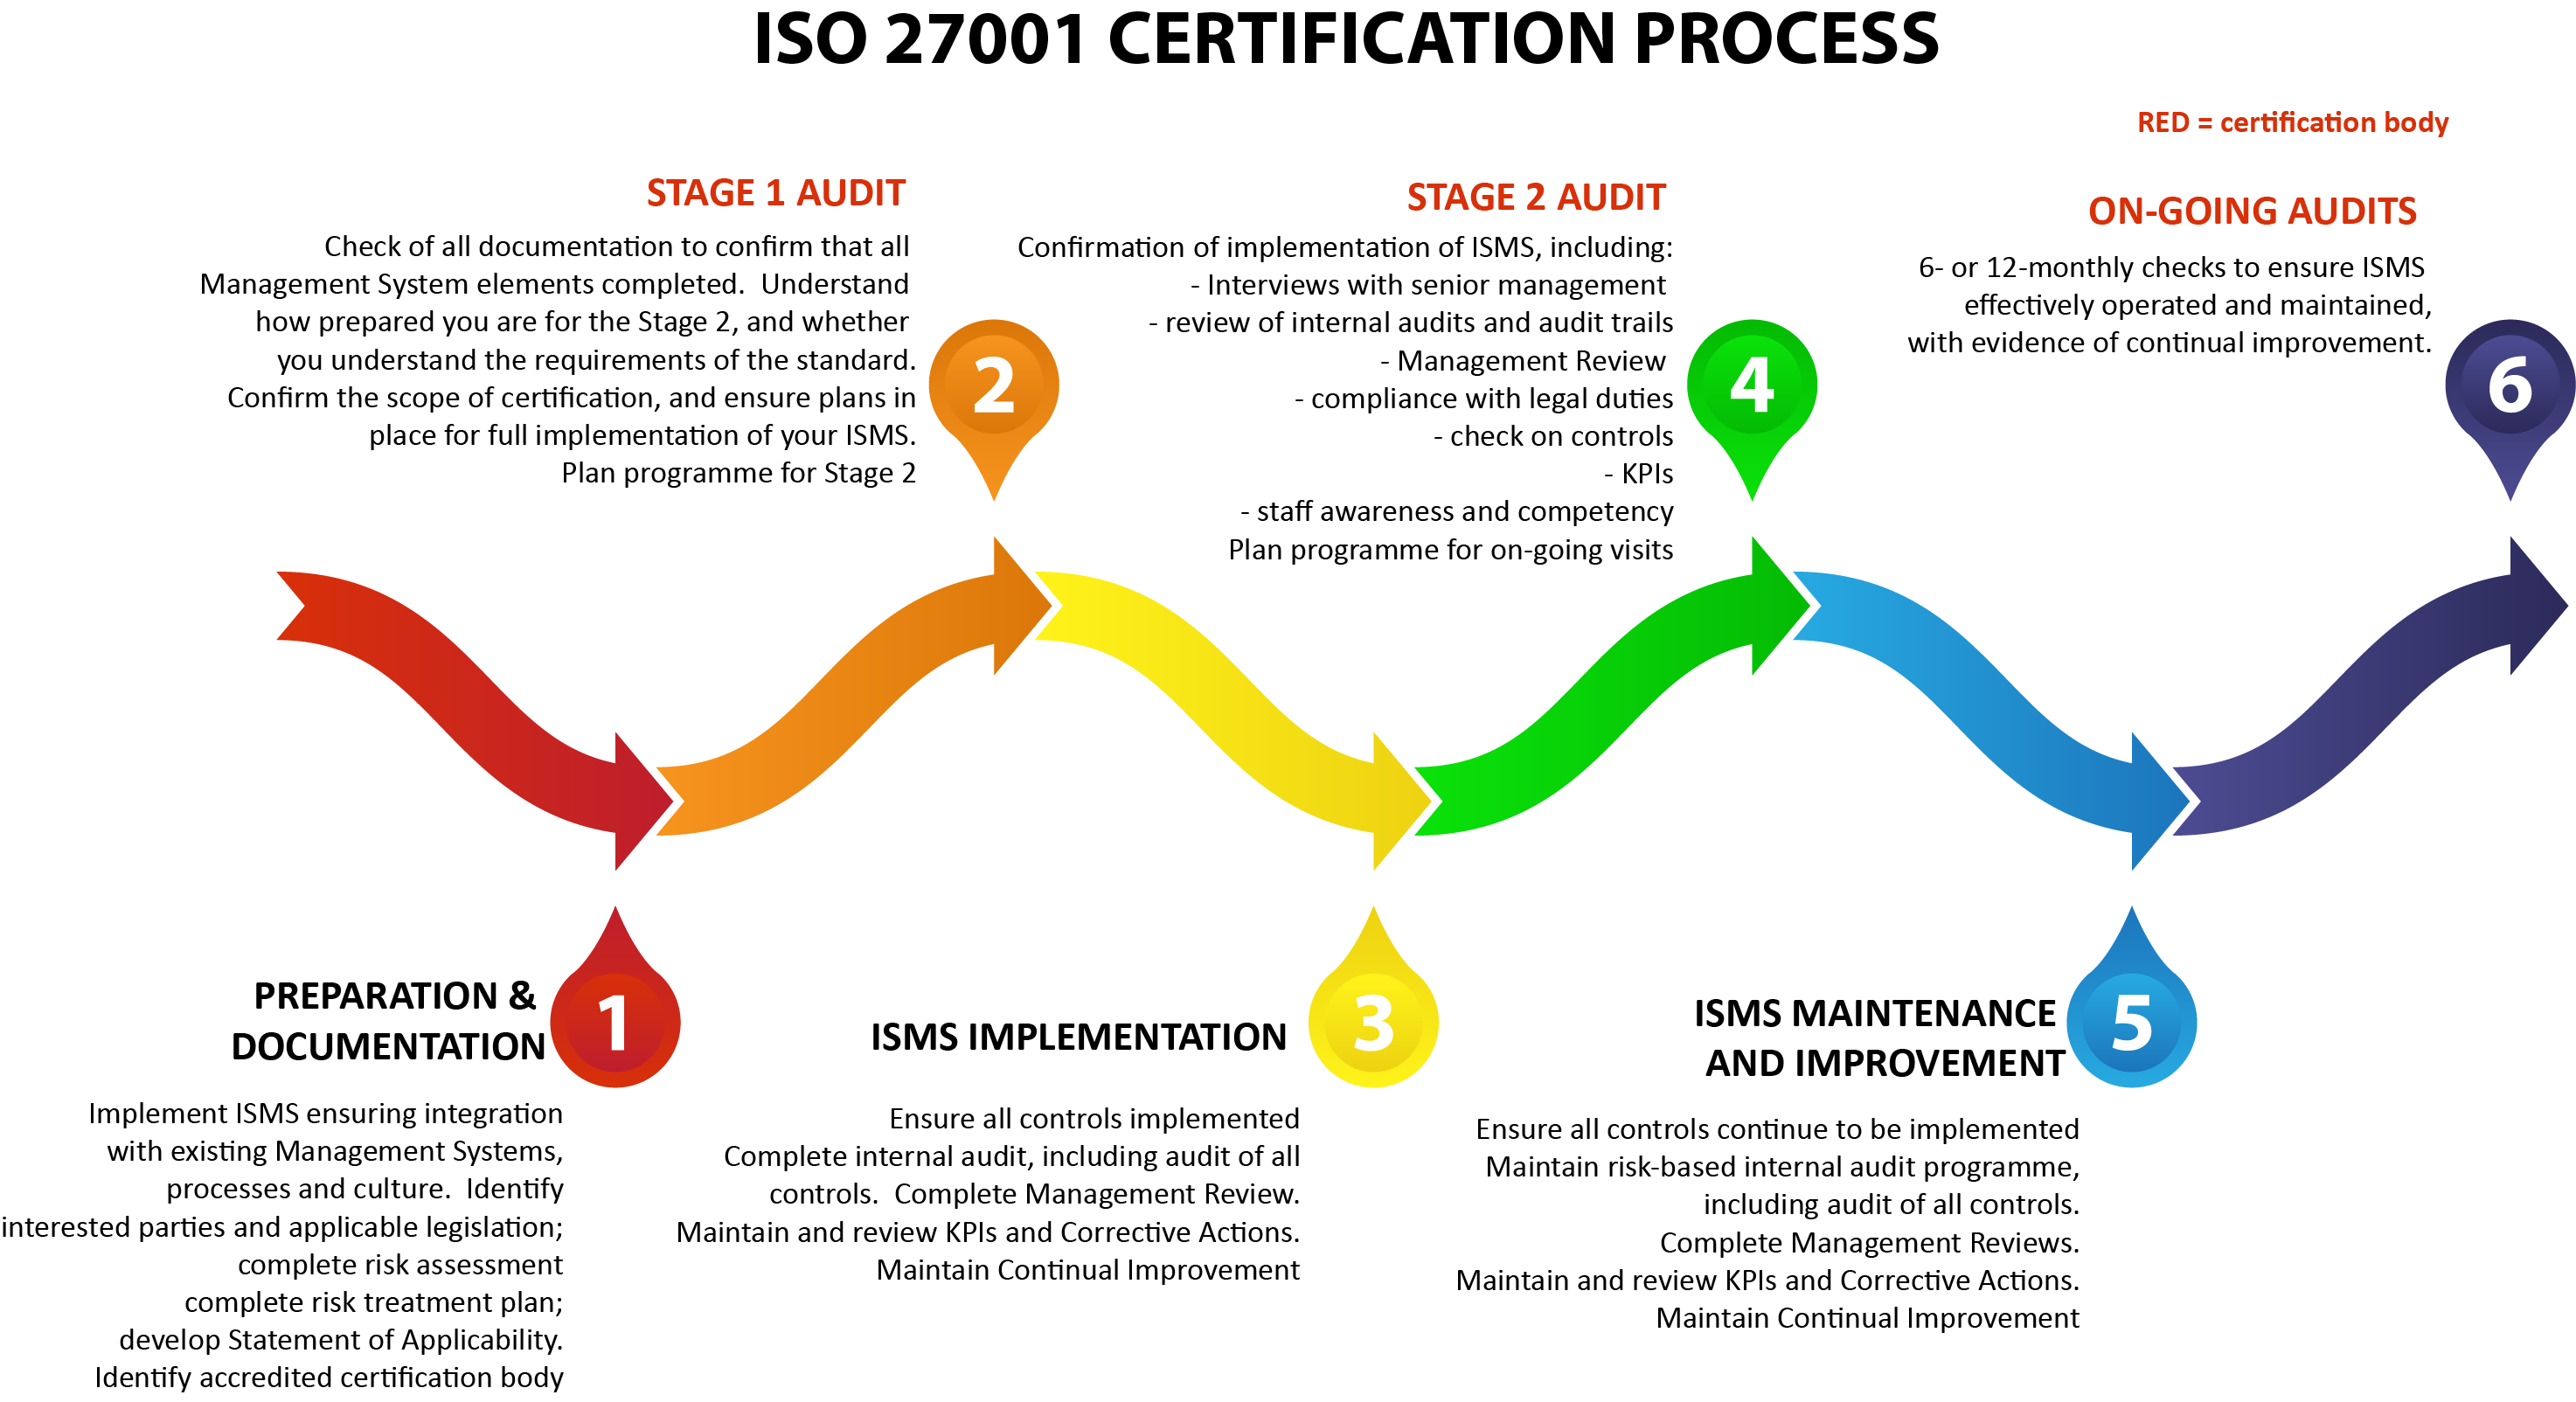 ISO 27001 CERTIFICATION PROCESS
RED = certification body
STAGE 1 AUDIT
Check of all documentation to confirm that all
Management System elements completed.  Understand
how prepared you are for the Stage 2, and whether
you understand the requirements of the standard.
Confirm the scope of certification, and ensure plans in
place for full implementation of your ISMS.
Plan programme for Stage 2
2
STAGE 2 AUDIT
Confirmation of implementation of ISMS, including:
- Interviews with senior management
- review of internal audits and audit trails
- Management Review
- compliance with legal duties
- check on controls
- KPIs
- staff awareness and competency
Plan programme for on-going visits
4
ON-GOING AUDITS
6- or 12-monthly checks to ensure ISMS
effectively operated and maintained,
with evidence of continual improvement.
6
PREPARATION &
DOCUMENTATION
1
Implement ISMS ensuring integration
with existing Management Systems,
processes and culture.  Identify
interested parties and applicable legislation;
complete risk assessment
complete risk treatment plan;
develop Statement of Applicability.
Identify accredited certification body
ISMS IMPLEMENTATION
3
Ensure all controls implemented
Complete internal audit, including audit of all
controls.  Complete Management Review.
Maintain and review KPIs and Corrective Actions.
Maintain Continual Improvement
ISMS MAINTENANCE
AND IMPROVEMENT
5
Ensure all controls continue to be implemented
Maintain risk-based internal audit programme,
including audit of all controls.
Complete Management Reviews.
Maintain and review KPIs and Corrective Actions.
Maintain Continual Improvement